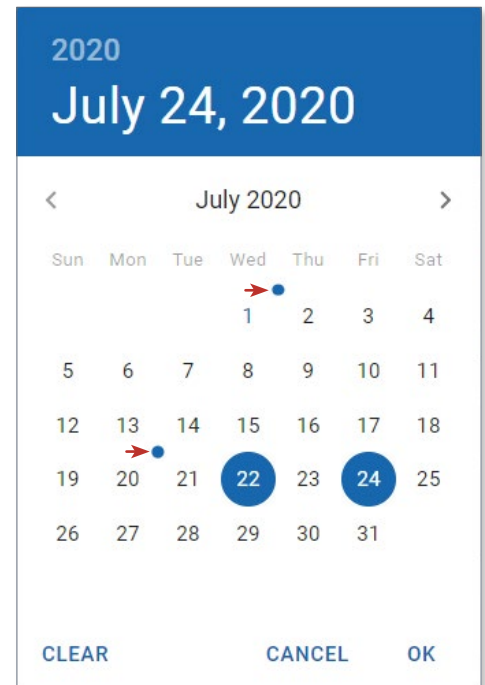 2020
July 24, 2020
July 2020
Sun Mon Tue Wed Thu Fri Sat
1 2 3 4
5 6 7 8 9 10 11
12 13 14 15 16 17 18
19 20 21 22 23 24 25
26 27 28 29 30 31
CLEAR CANCEL OK